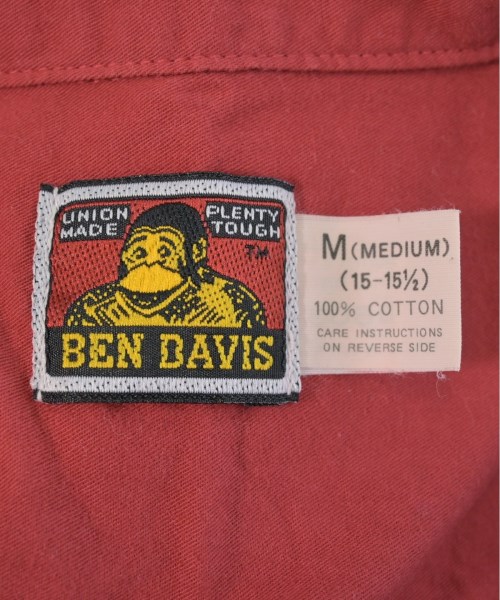 UNION MADE
PLENTY TOUGH
TM
BEN DAVIS
M (MEDIUM)
(15-15½)
100% COTTON
CARE INSTRUCTIONS
ON REVERSE SIDE